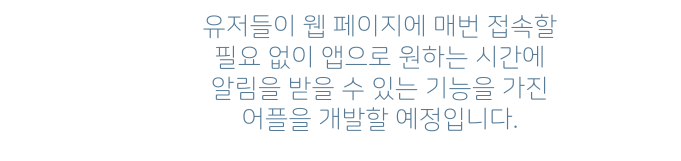 유저들이 웹 페이지에 매번 접속할
필요 없이 앱으로 원하는 시간에
알림을 받을 수 있는 기능을 가진
어플을 개발할 예정입니다.